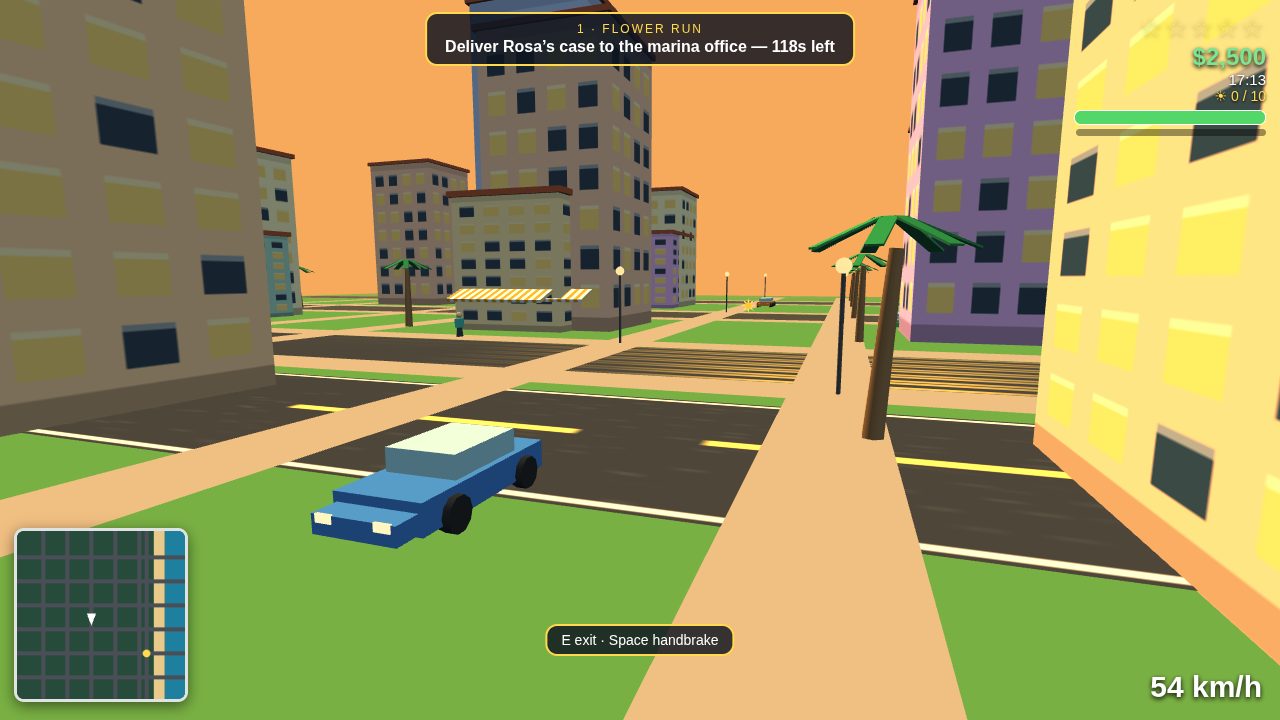 1 · FLOWER RUN
Deliver Rosa’s case to the marina office — 118s left
$2,500
17:13
☀ 0 / 10
E exit · Space handbrake
54 km/h